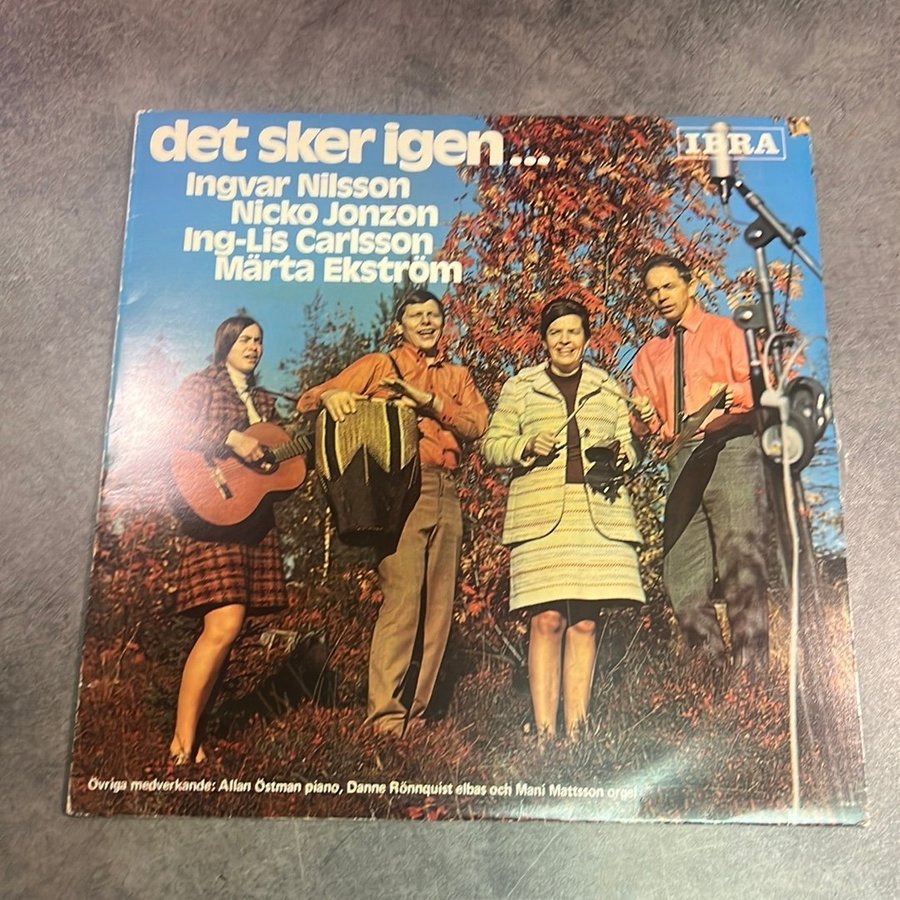 det sker igen...
IBRA
Ingvar Nilsson
Nicko Jonzon
Ing-Lis Carlsson
Märta Ekström
Övriga medverkande: Allan Östman piano, Danne Rönnquist elbas och Mani Mattsson orgel